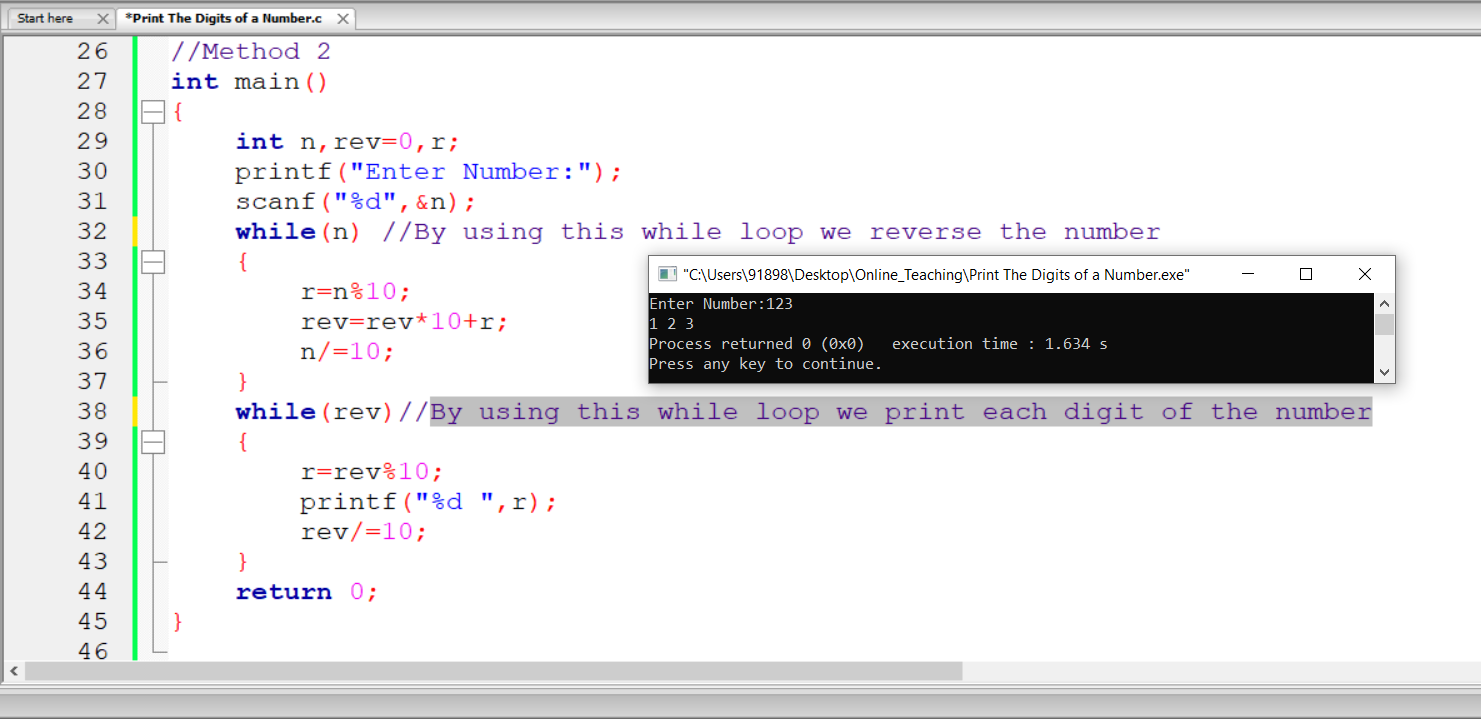 Start here
*Print The Digits of a Number.c
26 //Method 2
27 int main()
28 {
29 int n,rev=0,r;
30 printf("Enter Number:");
31 scanf("%d",&n);
32 while(n) //By using this while loop we reverse the number
33 {
34 r=n%10;
35 rev=rev*10+r;
36 n/=10;
37 }
38 while(rev)//By using this while loop we print each digit of the number
39 {
40 r=rev%10;
41 printf("%d ",r);
42 rev/=10;
43 }
44 return 0;
45 }
46
"C:\Users\91898\Desktop\Online_Teaching\Print The Digits of a Number.exe"
Enter Number:123
1 2 3
Process returned 0 (0x0)   execution time : 1.634 s
Press any key to continue.